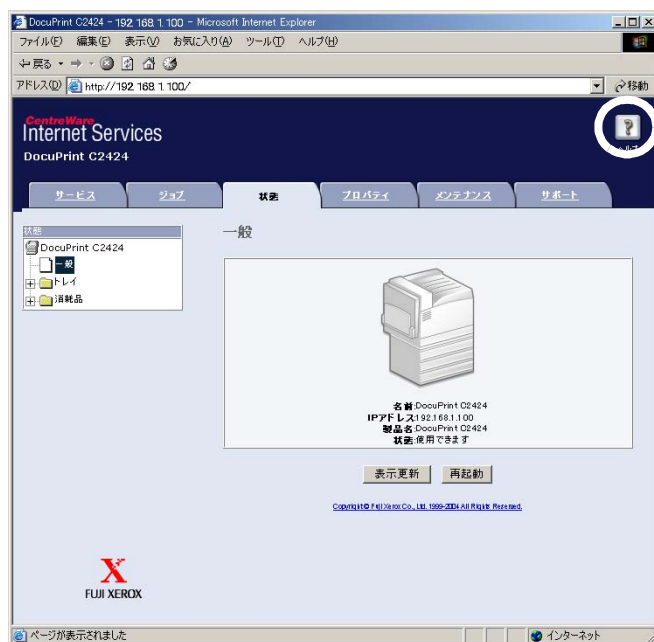 DocuPrint C2424 - 192 168 1.100 - Microsoft Internet Explorer
ファイル(F) 編集(E) 表示(V) お気に入り(A) ツール(T) ヘルプ(H)
戻る
アドレス(D) http://192 168 1 100/ 移動
CentreWare
Internet Services
DocuPrint C2424
ヘルプ
サービス ジョブ 状態 プロパティ メンテナンス サポート
状態
DocuPrint C2424
一般
トレイ
消耗品
一般
名前:DocuPrint C2424
IPアドレス:192.168.1.100
製品名:DocuPrint C2424
状態:使用できます
表示更新 再起動
Copyright© Fuji Xerox Co., Ltd. 1999-2004 All Rights Reserved.
X
FUJI XEROX
ページが表示されました インターネット